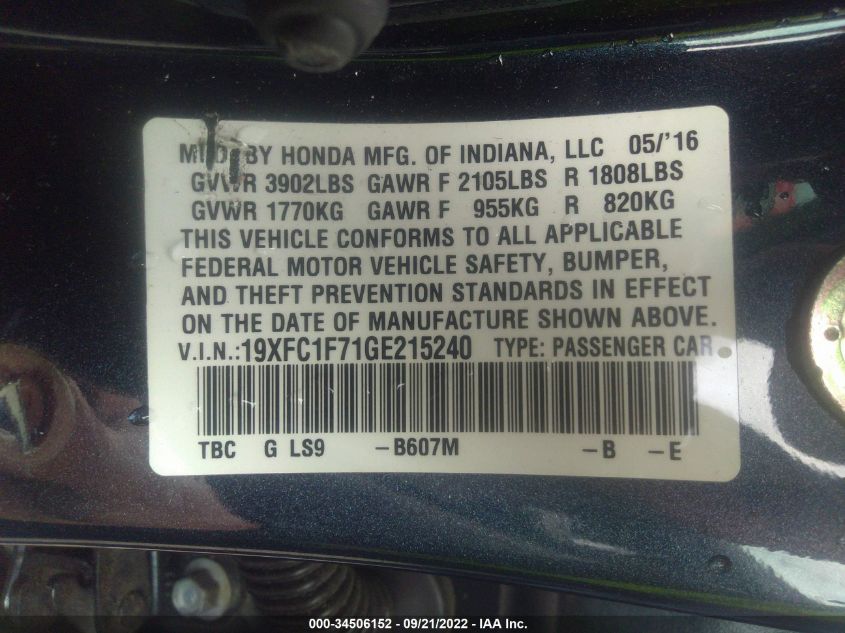 MFD. BY HONDA MFG. OF INDIANA, LLC 05/'16
GVWR 3902LBS GAWR F 2105LBS R 1808LBS
GVWR 1770KG GAWR F 955KG R 820KG
THIS VEHICLE CONFORMS TO ALL APPLICABLE
FEDERAL MOTOR VEHICLE SAFETY, BUMPER,
AND THEFT PREVENTION STANDARDS IN EFFECT
ON THE DATE OF MANUFACTURE SHOWN ABOVE.
V.I.N.:19XFC1F71GE215240 TYPE: PASSENGER CAR
TBC G LS9 -B607M -B -E
000-34506152 - 09/21/2022 - IAA Inc.